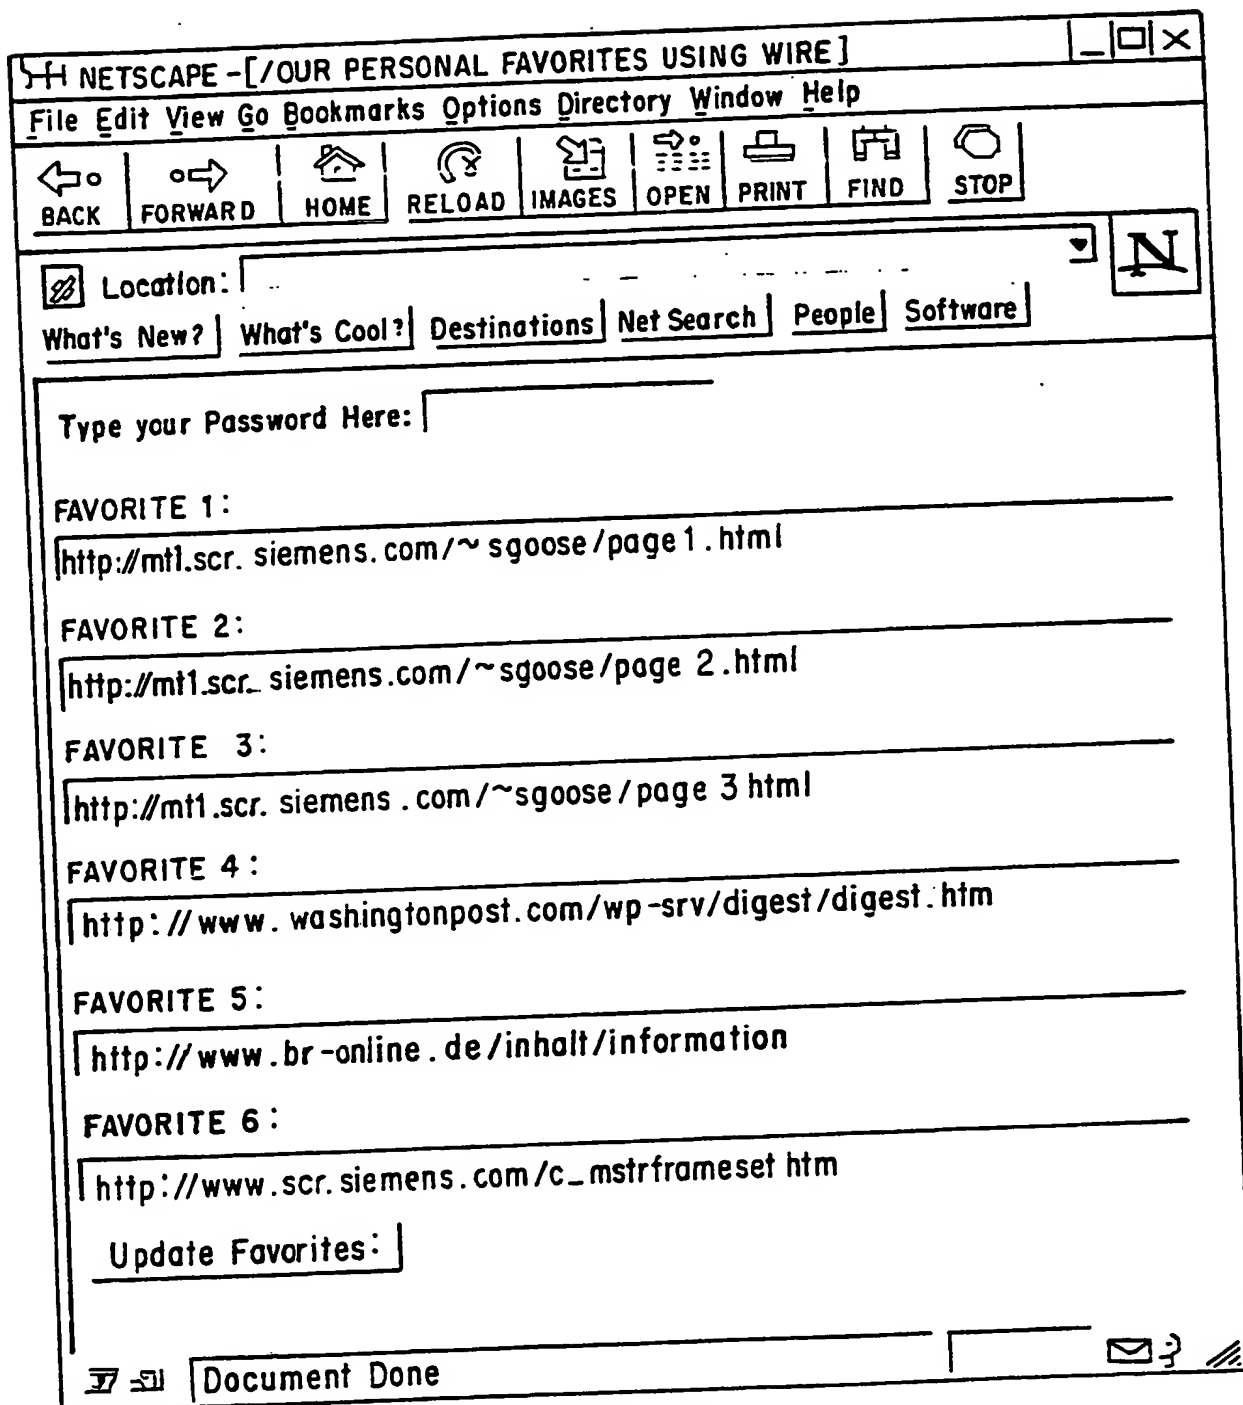 NETSCAPE-[/OUR PERSONAL FAVORITES USING WIRE]
File Edit View Go Bookmarks Options Directory Window Help
BACK FORWARD HOME RELOAD IMAGES OPEN PRINT FIND STOP
Location: N
What's New? What's Cool? Destinations Net Search People Software
Type your Password Here:
FAVORITE 1:
http://mt1.scr. siemens.com/~ sgoose/page1.html
FAVORITE 2:
http://mt1.scr_ siemens.com/~sgoose/page 2.html
FAVORITE 3:
http://mt1.scr. siemens.com/~sgoose/page 3 html
FAVORITE 4:
http://www.washingtonpost.com/wp-srv/digest/digest.htm
FAVORITE 5:
http://www.br-online.de/inhalt/information
FAVORITE 6:
http://www.scr.siemens.com/c_mstrframeset htm
Update Favorites:
Document Done